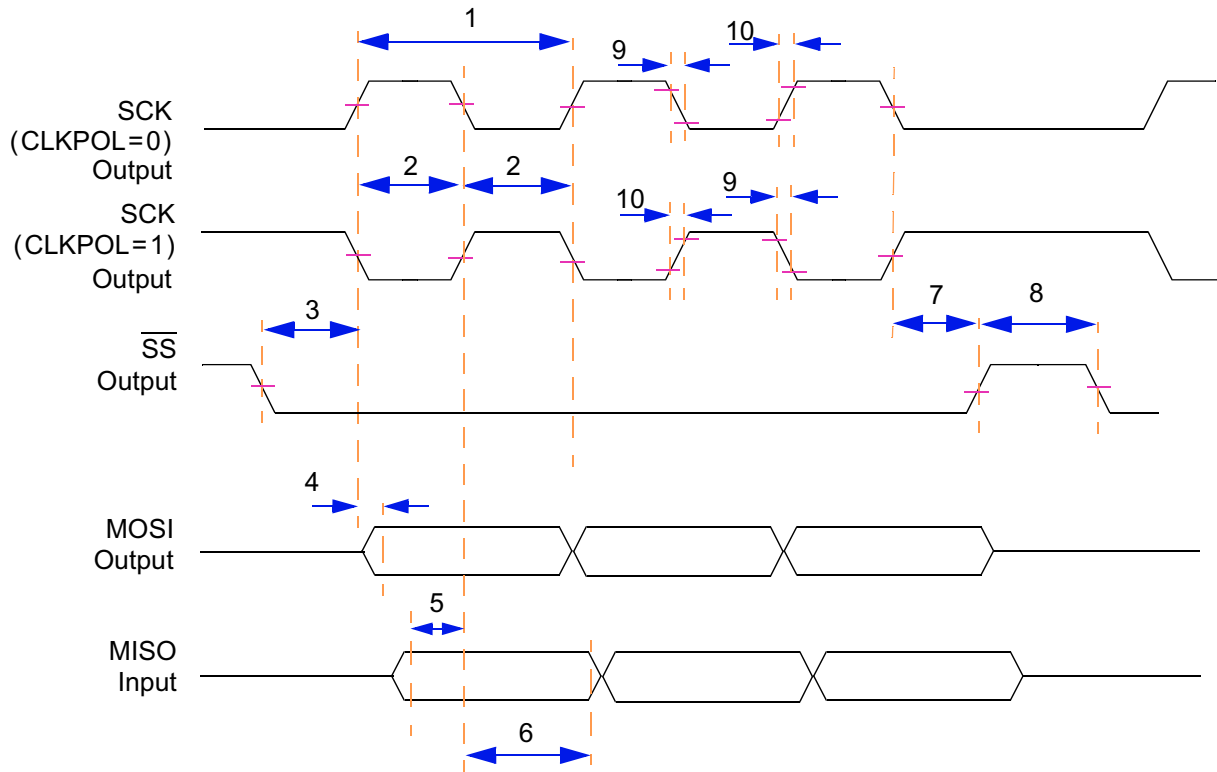 1
9
10
SCK
(CLKPOL=0)
Output
2
2
SCK
(CLKPOL=1)
Output
10
9
3
7
8
SS
Output
4
MOSI
Output
5
MISO
Input
6